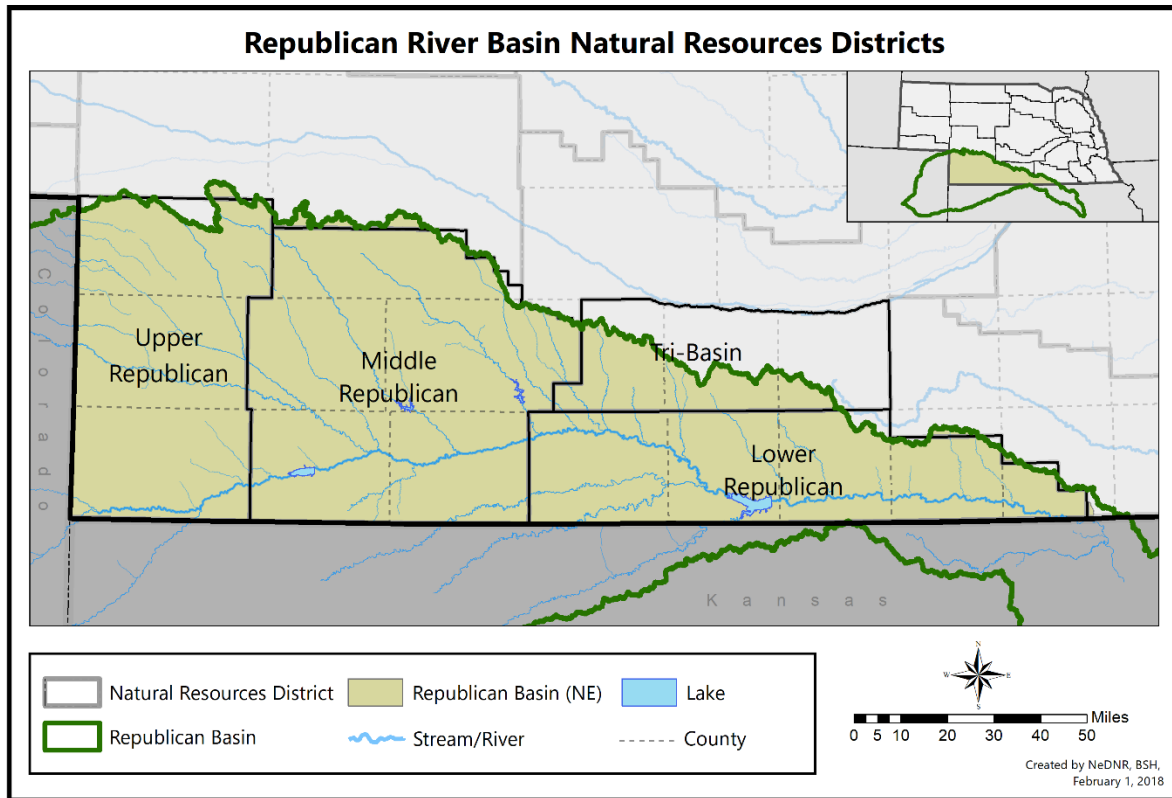 Republican River Basin Natural Resources Districts
Colorado
Upper
Republican
Middle
Republican
Tri-Basin
Lower
Republican
Kansas
Natural Resources District
Republican Basin (NE)
Lake
Republican Basin
Stream/River
County
N
W
E
S
Miles
0 5 10 20 30 40 50
Created by NeDNR, BSH,
February 1, 2018